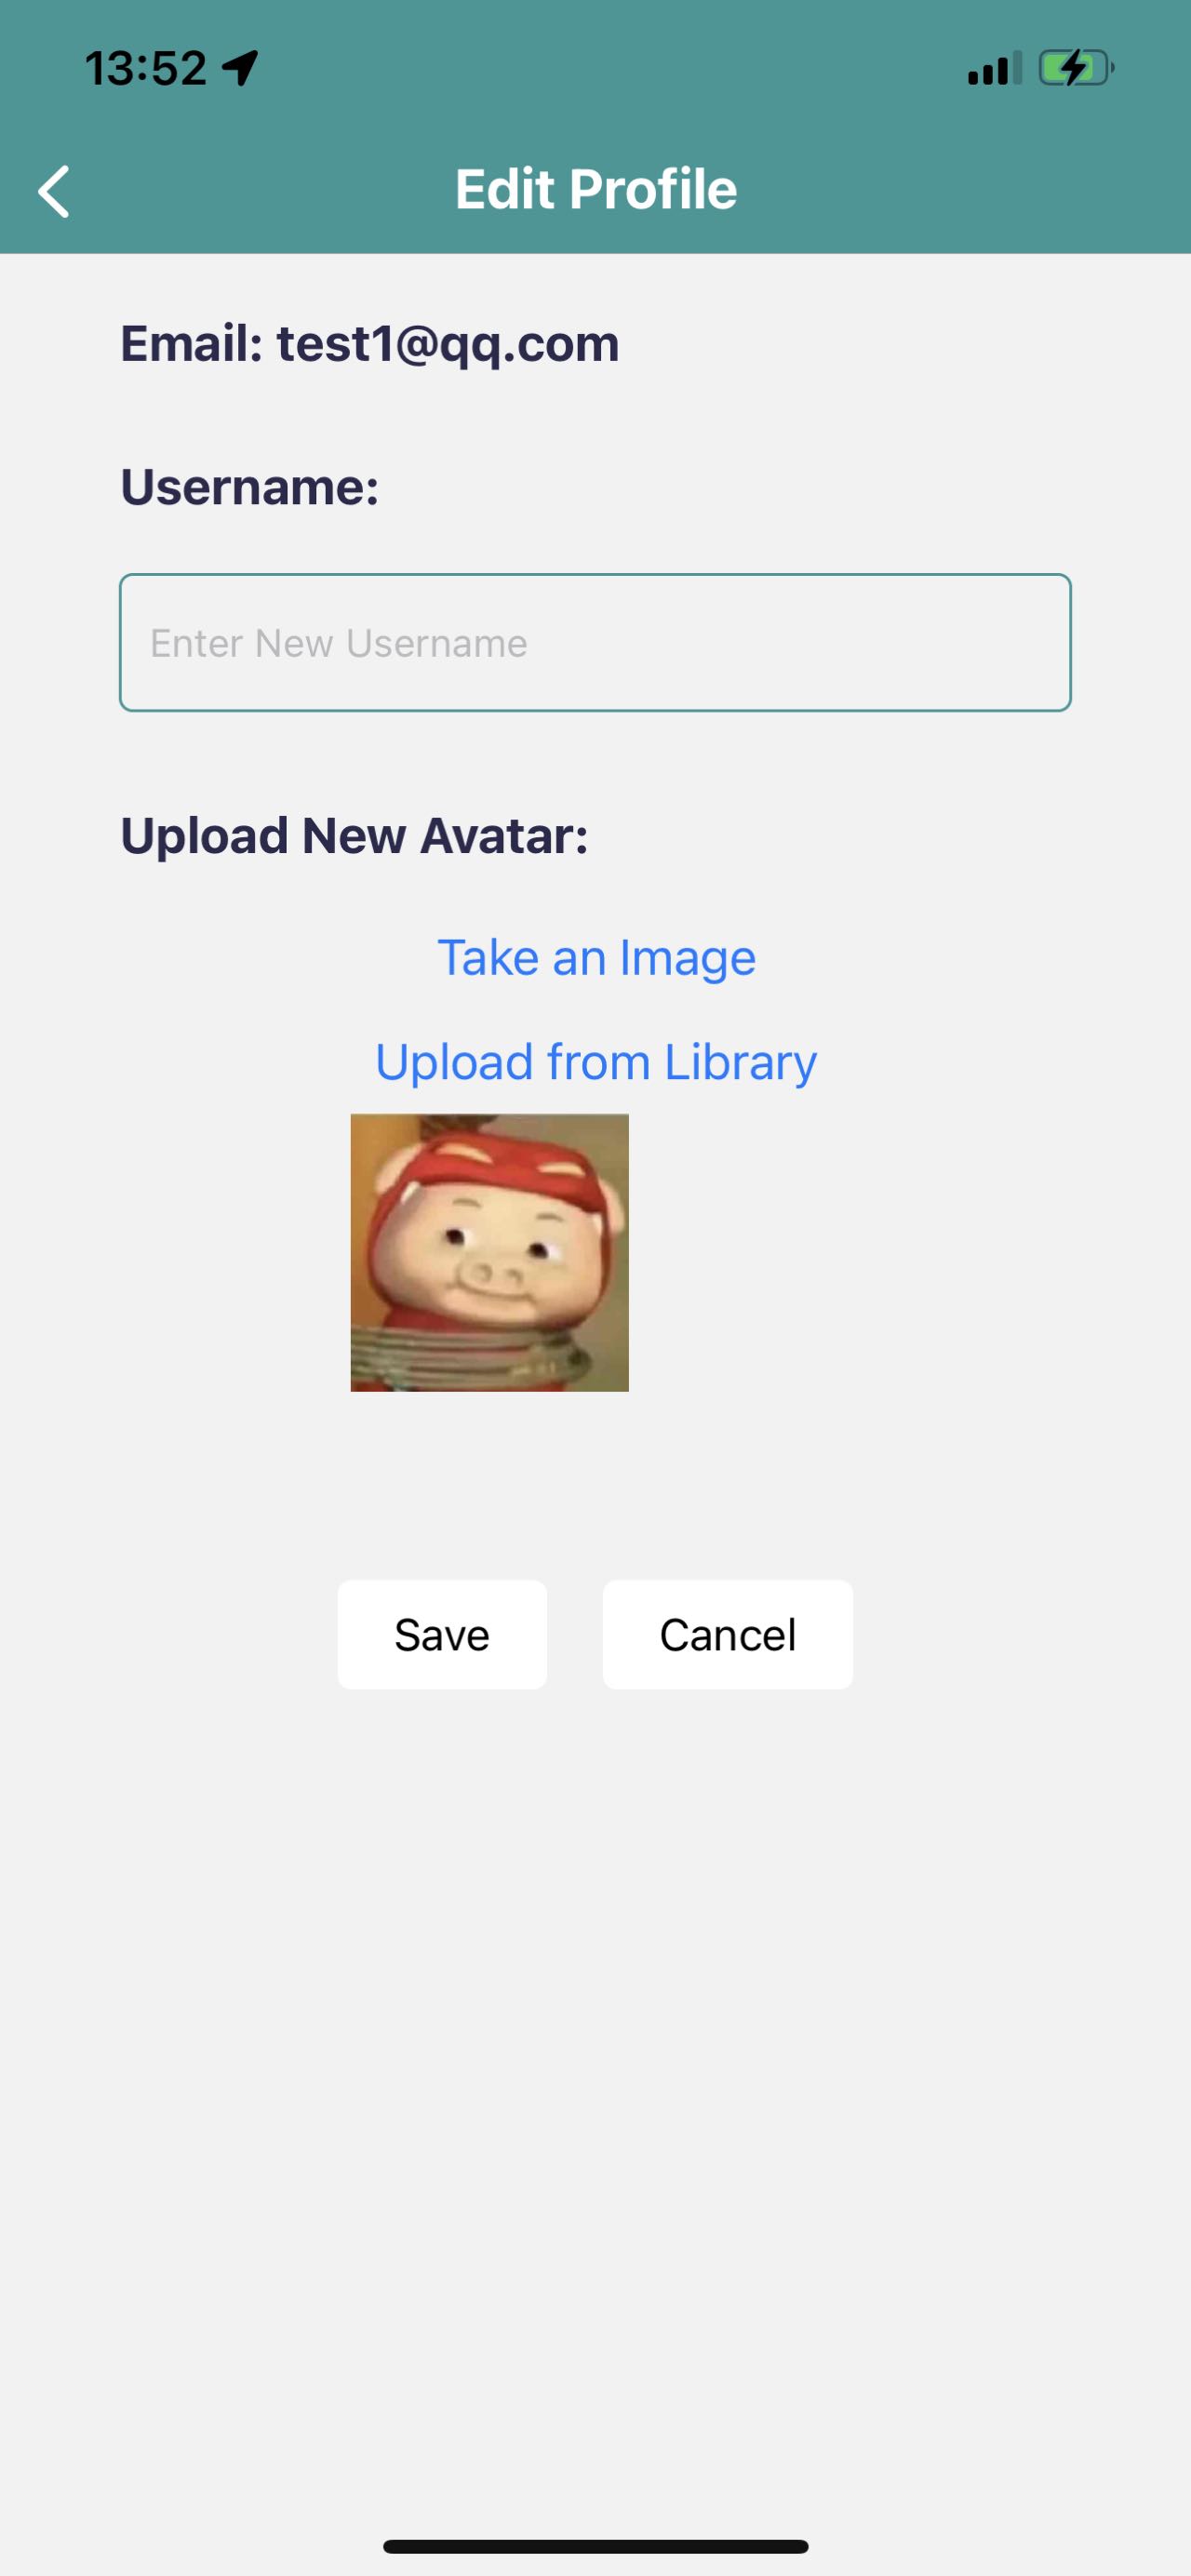 13:52
Edit Profile
Email: test1@qq.com
Username:
Enter New Username
Upload New Avatar:
Take an Image
Upload from Library
Save
Cancel